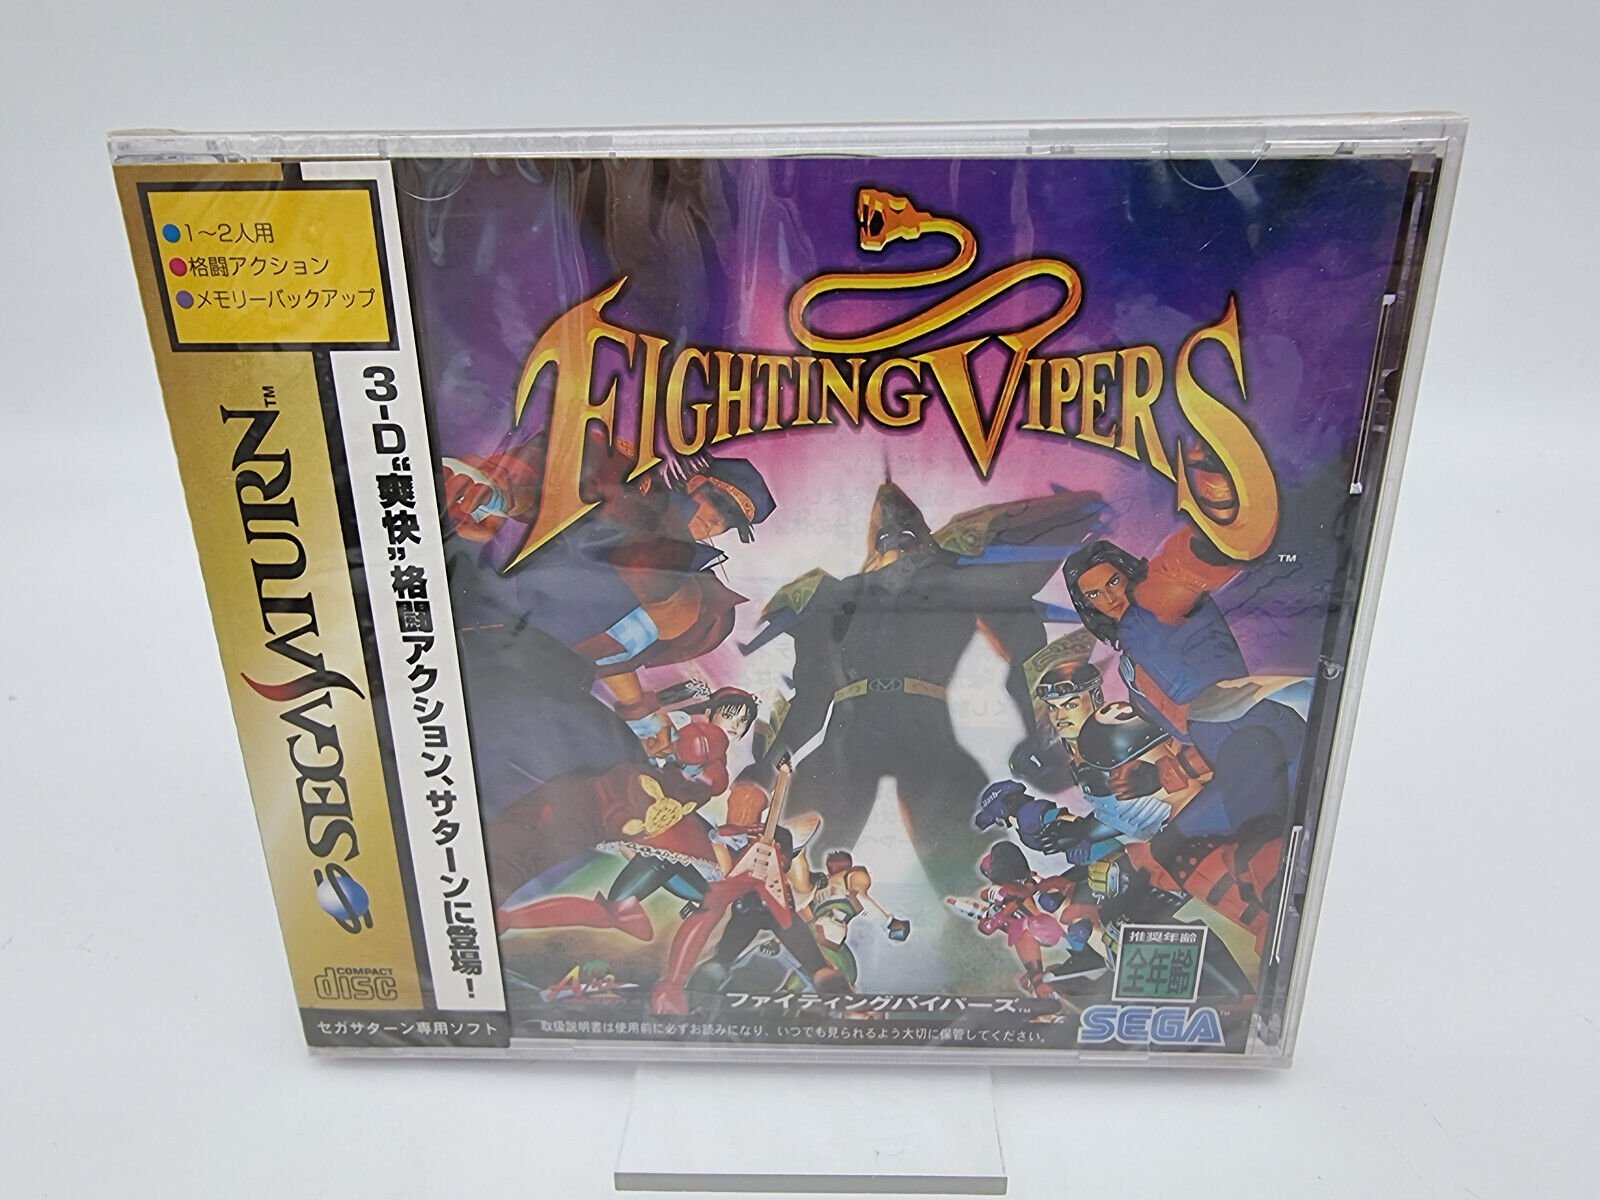 ●1〜2人用
●格闘アクション
●メモリーバックアップ
SEGA SATURN™
3-D“爽快”格闘アクション、サターンに登場！
COMPACT
disc
セガサターン専用ソフト
FIGHTING VIPERS
™
AM2
ファイティングバイパーズ™
取扱説明書は使用前に必ずお読みになり、いつでも見られるよう大切に保管してください。
推奨年齢
全年齢
SEGA™